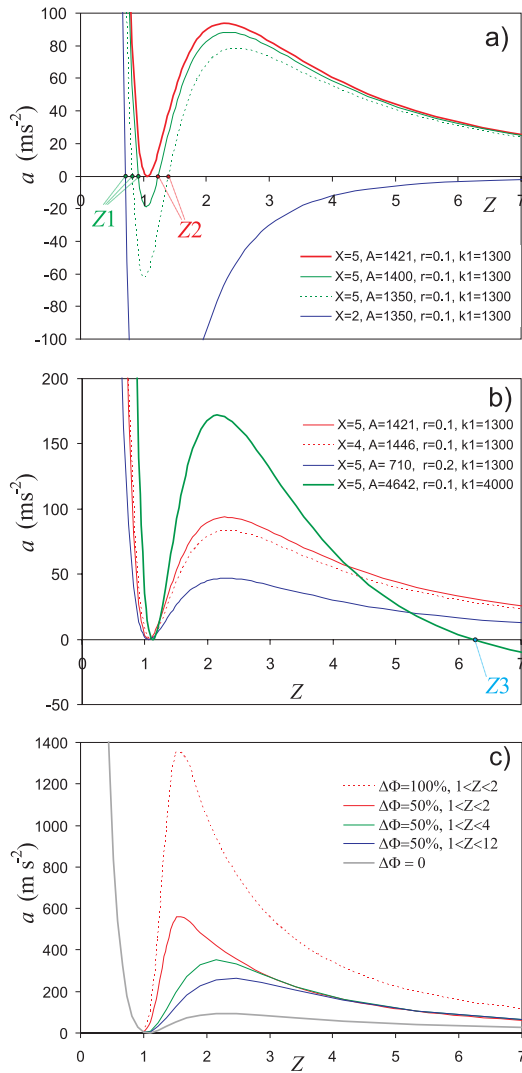 a)
100
80
60
40
20
0
-20
-40
-60
-80
-100
a (ms-2)
0 1 2 3 4 5 6 7
Z
Z1
Z2
X=5, A=1421, r=0.1, k1=1300
X=5, A=1400, r=0.1, k1=1300
X=5, A=1350, r=0.1, k1=1300
X=2, A=1350, r=0.1, k1=1300
b)
200
150
100
50
0
-50
a (ms-2)
X=5, A=1421, r=0.1, k1=1300
X=4, A=1446, r=0.1, k1=1300
X=5, A= 710, r=0.2, k1=1300
X=5, A=4642, r=0.1, k1=4000
0 1 2 3 4 5 6 7
Z
Z3
c)
1400
1200
1000
800
600
400
200
0
a (m s-2)
ΔΦ=100%, 1<Z<2
ΔΦ=50%, 1<Z<2
ΔΦ=50%, 1<Z<4
ΔΦ=50%, 1<Z<12
ΔΦ = 0
0 1 2 3 4 5 6 7
Z